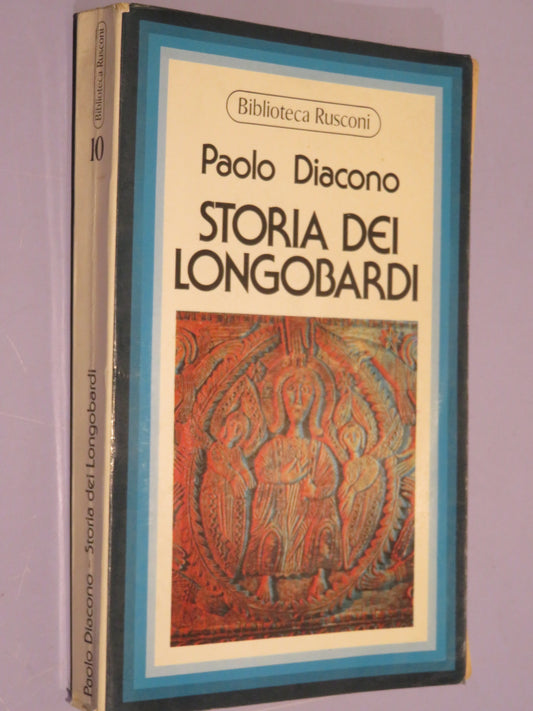 Biblioteca Rusconi
Paolo Diacono
STORIA DEI
LONGOBARDI
Biblioteca Rusconi
10
Paolo Diacono - Storia dei Longobardi